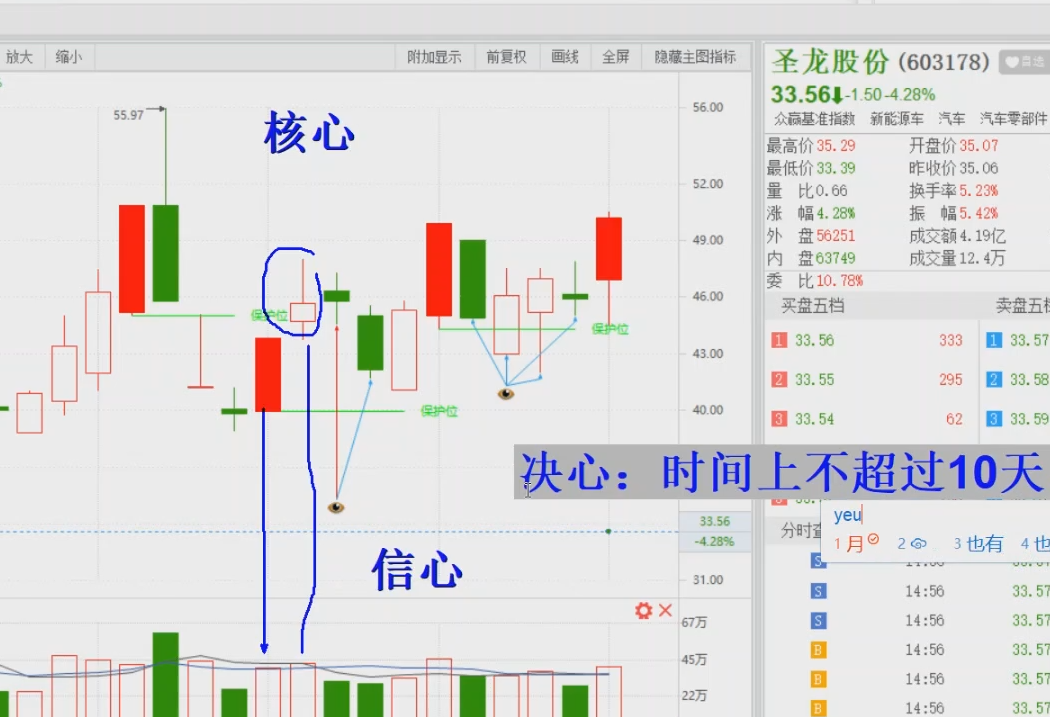 放大 缩小 附加显示 前复权 画线 全屏 隐藏主图指标
圣龙股份 (603178)
33.56 -1.50 -4.28%
众赢基准指数 新能源车 汽车 汽车零部件
最高价 35.29 开盘价 35.07
最低价 33.39 昨收价 35.06
量 比 0.66 换手率 5.23%
涨 幅 4.28% 振 幅 5.42%
外 盘 56251 成交额 4.19亿
内 盘 63749 成交量 12.4万
委 比 10.78%
买盘五档 卖盘五档
1 33.56 333 1 33.57
2 33.55 295 2 33.58
3 33.54 62 3 33.59
55.97
核心
56.00
52.00
49.00
46.00
43.00
40.00
31.00
保护位
保护位
保护位
决心：时间上不超过10天
yeu
1 月 2 3 也有 4 也
33.56
-4.28%
信心
67万
45万
22万
S 14:56
S 14:56 33.57
S 14:56 33.57
B 14:56 33.57
B 14:56 33.57
B 14:56 33.57